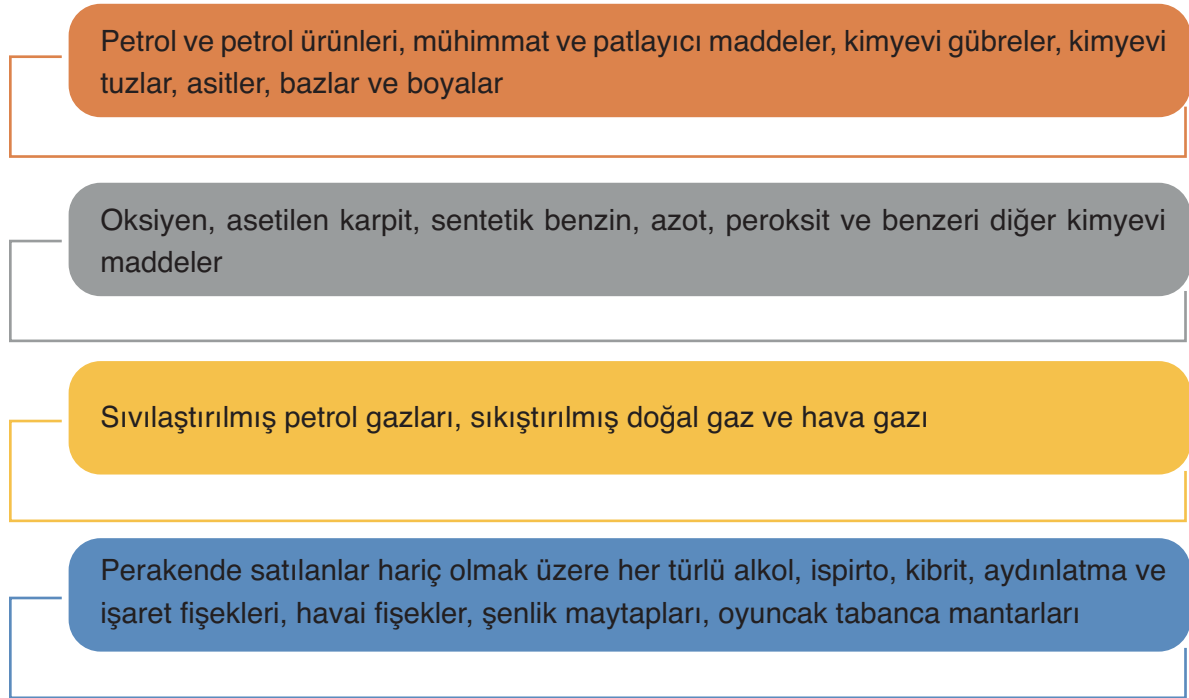 Petrol ve petrol ürünleri, mühimmat ve patlayıcı maddeler, kimyevi gübreler, kimyevi
tuzlar, asitler, bazlar ve boyalar
Oksiyen, asetilen karpit, sentetik benzin, azot, peroksit ve benzeri diğer kimyevi
maddeler
Sıvılaştırılmış petrol gazları, sıkıştırılmış doğal gaz ve hava gazı
Perakende satılanlar hariç olmak üzere her türlü alkol, ispirto, kibrit, aydınlatma ve
işaret fişekleri, havai fişekler, şenlik maytapları, oyuncak tabanca mantarları